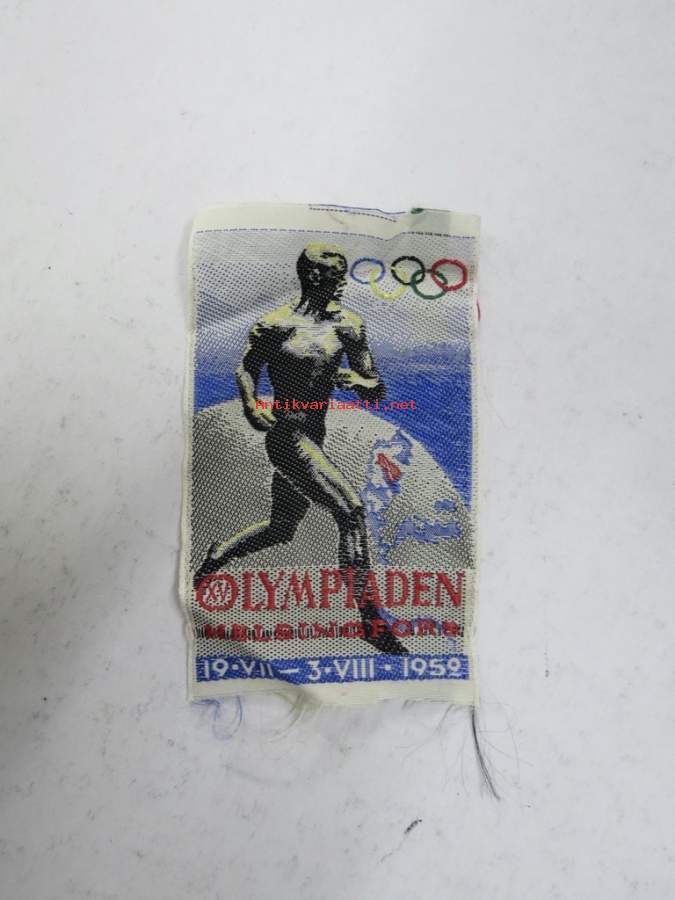 Antikvariaatti.net
XV OLYMPIADEN
HELSINGFORS
19·VII — 3·VIII · 1952